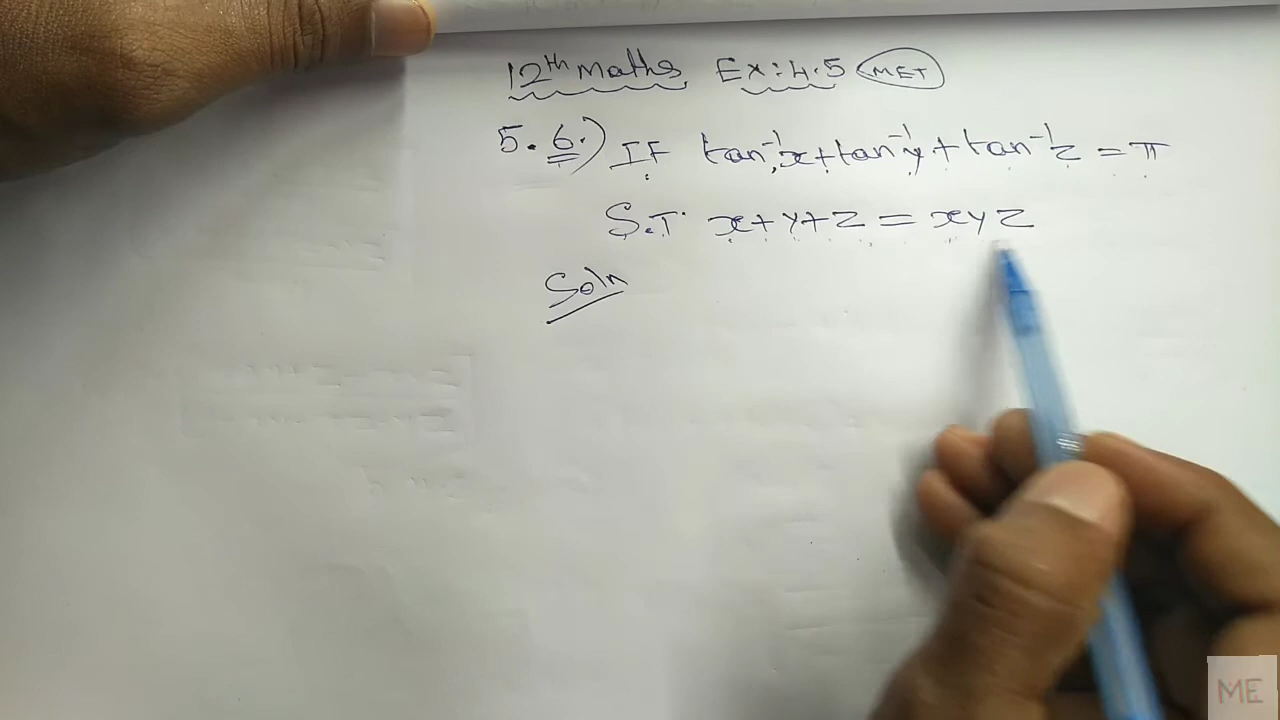 12th maths Ex: 4.5 MET
5. 6.) IF tan⁻¹x + tan⁻¹y + tan⁻¹z = π
S.T. x + y + z = xyz
Soln
ME